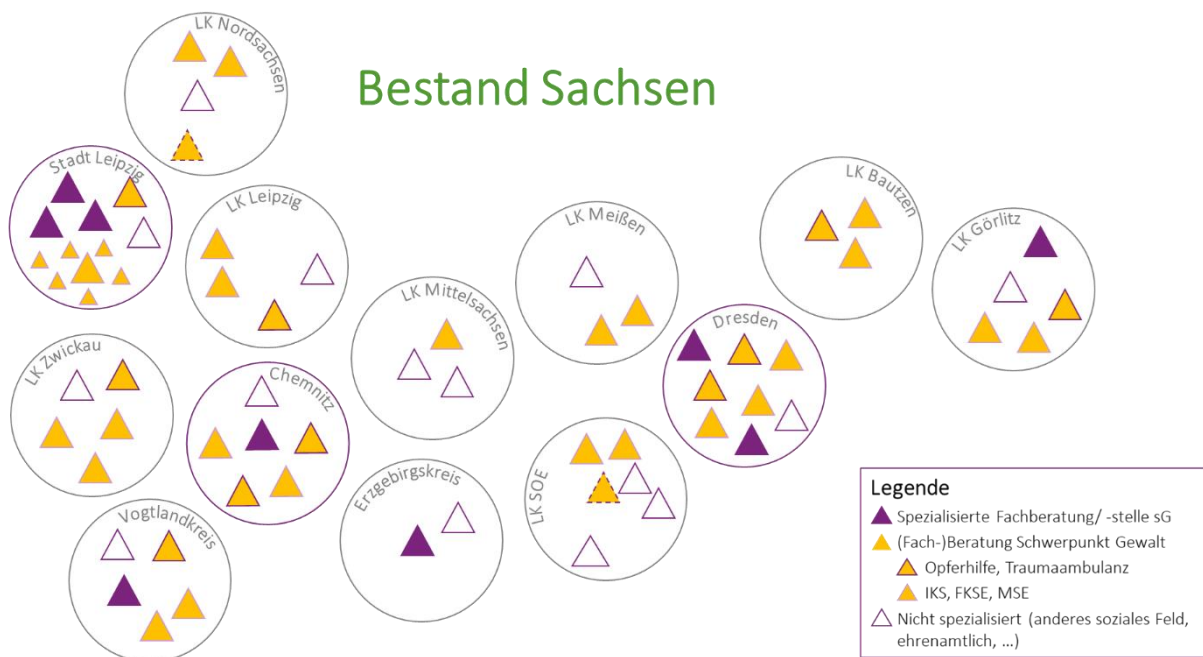 Bestand Sachsen
LK Nordsachsen
Stadt Leipzig
LK Leipzig
LK Mittelsachsen
LK Meißen
LK Bautzen
LK Görlitz
Dresden
LK Zwickau
Chemnitz
Erzgebirgskreis
LK SOE
Vogtlandkreis
Legende
Spezialisierte Fachberatung/ -stelle sG
(Fach-)Beratung Schwerpunkt Gewalt
Opferhilfe, Traumaambulanz
IKS, FKSE, MSE
Nicht spezialisiert (anderes soziales Feld,
ehrenamtlich, ...)